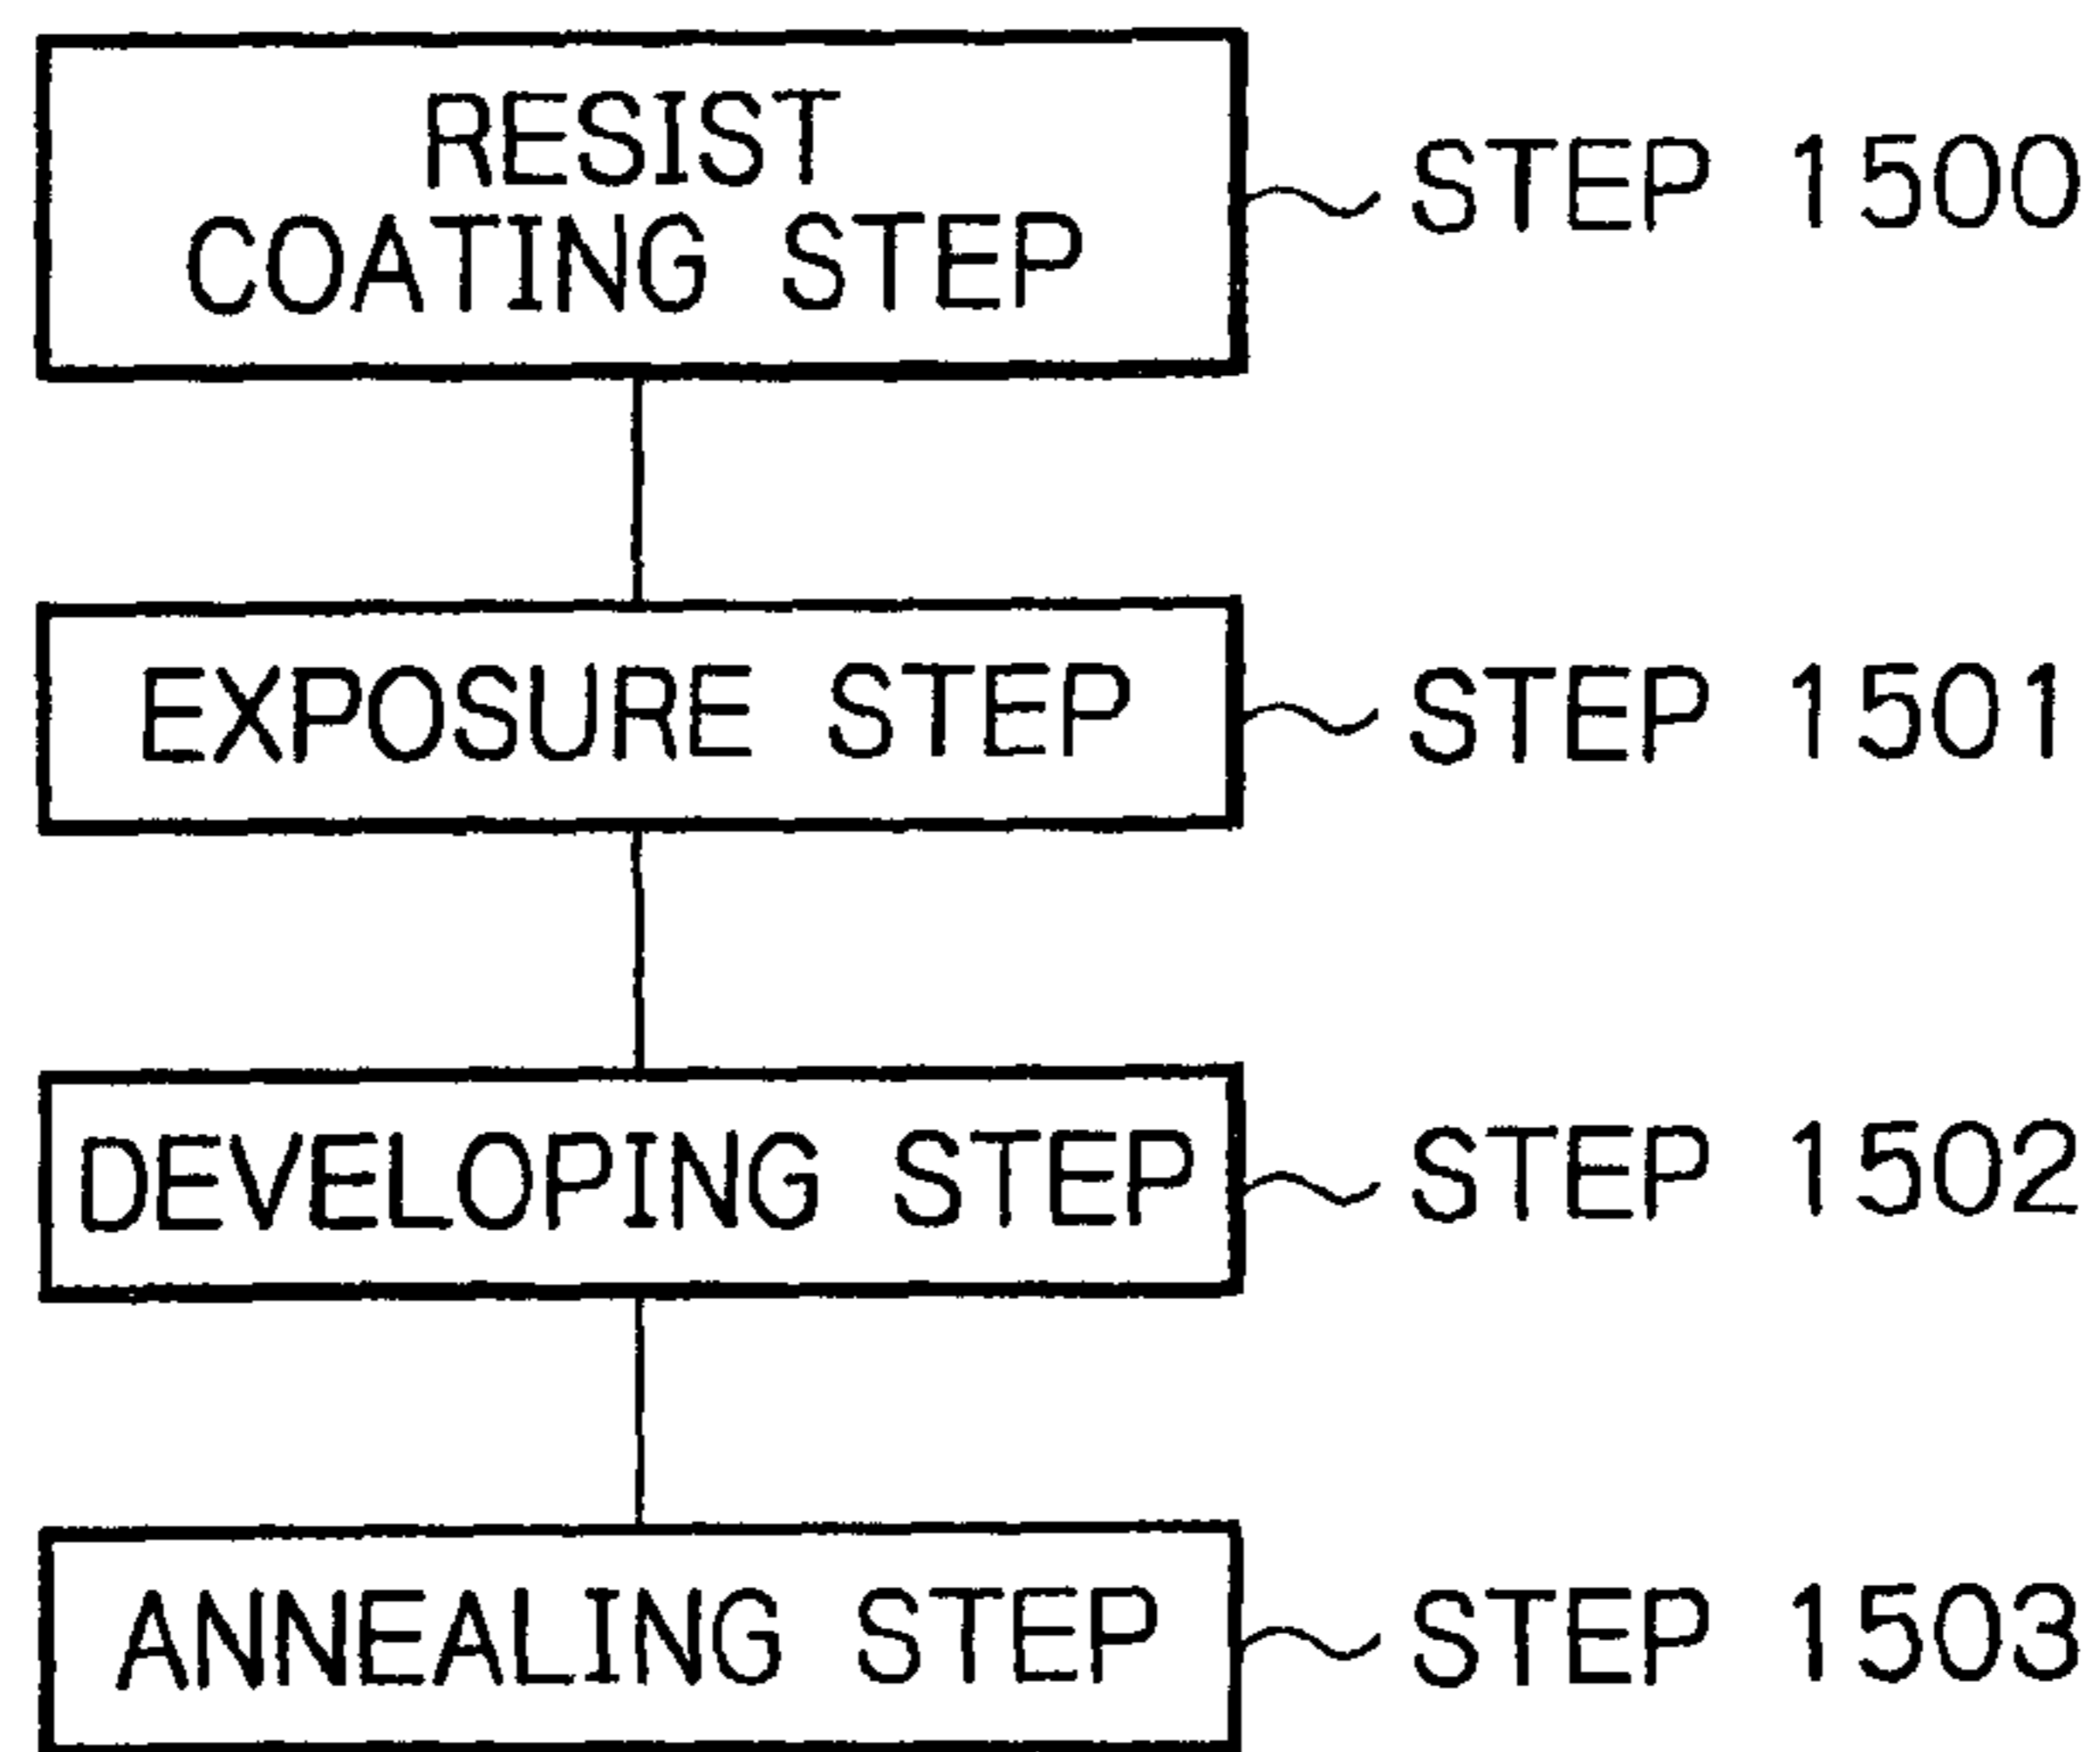 RESIST
COATING STEP
STEP 1500
EXPOSURE STEP
STEP 1501
DEVELOPING STEP
STEP 1502
ANNEALING STEP
STEP 1503